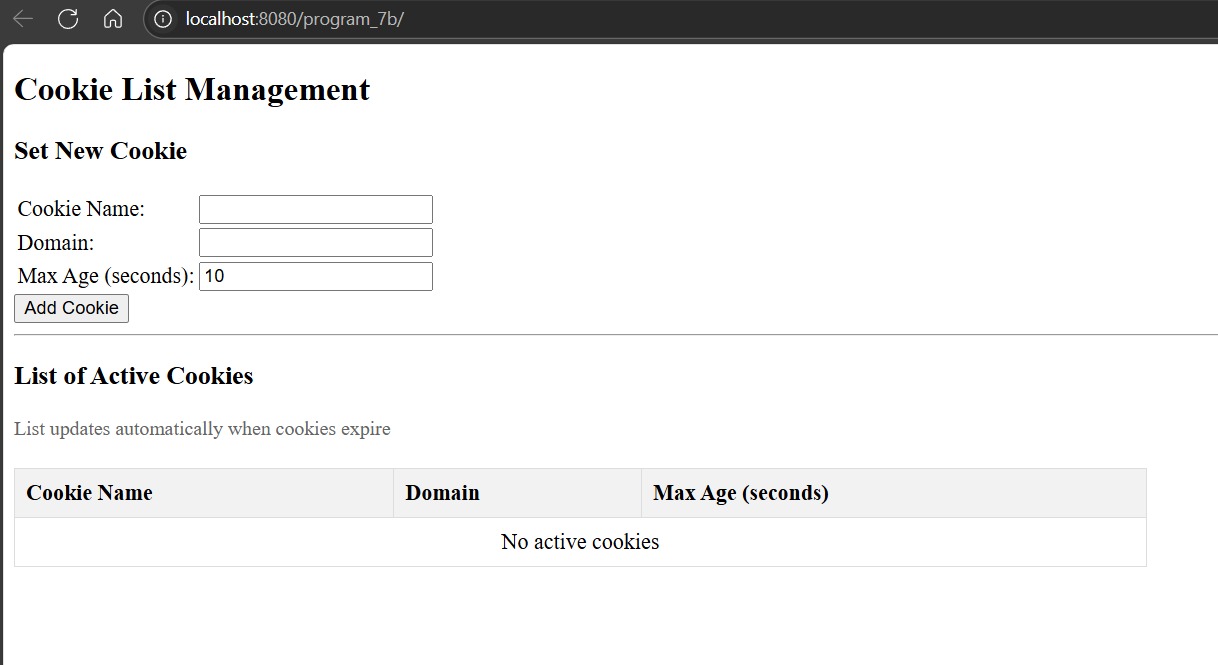 localhost:8080/program_7b/
Cookie List Management
Set New Cookie
Cookie Name:
Domain:
Max Age (seconds): 10
Add Cookie
List of Active Cookies
List updates automatically when cookies expire
Cookie Name Domain Max Age (seconds)
No active cookies